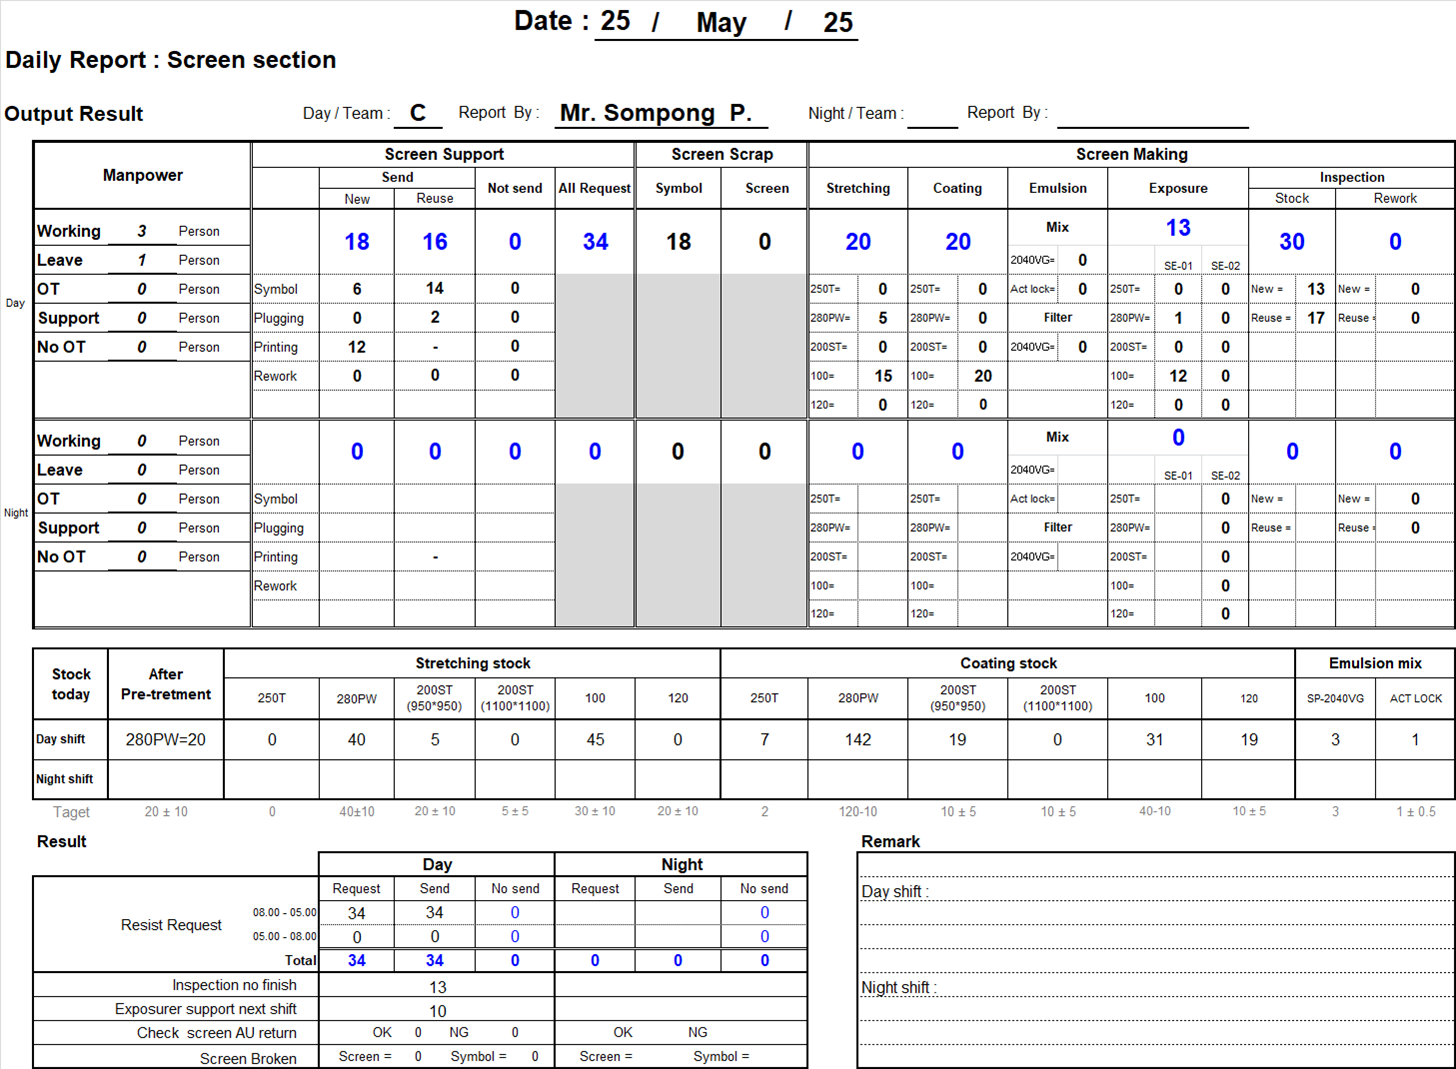 Date : 25 / May / 25
Daily Report : Screen section
Output Result Day / Team : C Report By : Mr. Sompong P. Night / Team : Report By :
Manpower Screen Support Screen Scrap Screen Making
Send Not send All Request Symbol Screen Stretching Coating Emulsion Exposure Inspection
New Reuse Stock Rework
Day
Working 3 Person 18 16 0 34 18 0 20 20 Mix 13 30 0
Leave 1 Person 2040VG= 0 SE-01 SE-02
OT 0 Person Symbol 6 14 0 250T= 0 250T= 0 Act lock= 0 250T= 0 0 New = 13 New = 0
Support 0 Person Plugging 0 2 0 280PW= 5 280PW= 0 Filter 280PW= 1 0 Reuse = 17 Reuse = 0
No OT 0 Person Printing 12 - 0 200ST= 0 200ST= 0 2040VG= 0 200ST= 0 0
Rework 0 0 0 100= 15 100= 20 100= 12 0
120= 0 120= 0 120= 0 0
Night
Working 0 Person 0 0 0 0 0 0 0 0 Mix 0 0 0
Leave 0 Person 2040VG= SE-01 SE-02
OT 0 Person Symbol 250T= 250T= Act lock= 250T= 0 New = New = 0
Support 0 Person Plugging 280PW= 280PW= Filter 280PW= 0 Reuse = Reuse = 0
No OT 0 Person Printing - 200ST= 200ST= 2040VG= 200ST= 0
Rework 100= 100= 100= 0
120= 120= 120= 0
Stock today After Pre-tretment Stretching stock Coating stock Emulsion mix
250T 280PW 200ST (950*950) 200ST (1100*1100) 100 120 250T 280PW 200ST (950*950) 200ST (1100*1100) 100 120 SP-2040VG ACT LOCK
Day shift 280PW=20 0 40 5 0 45 0 7 142 19 0 31 19 3 1
Night shift
Taget 20 ± 10 0 40±10 20 ± 10 5 ± 5 30 ± 10 20 ± 10 2 120-10 10 ± 5 10 ± 5 40-10 10 ± 5 3 1 ± 0.5
Result Remark
Day Night
Request Send No send Request Send No send
Resist Request
08.00 - 05.00 34 34 0 0
05.00 - 08.00 0 0 0 0
Total 34 34 0 0 0 0
Inspection no finish 13
Exposurer support next shift 10
Check screen AU return OK 0 NG 0 OK NG
Screen Broken Screen = 0 Symbol = 0 Screen = Symbol =
Day shift :
Night shift :